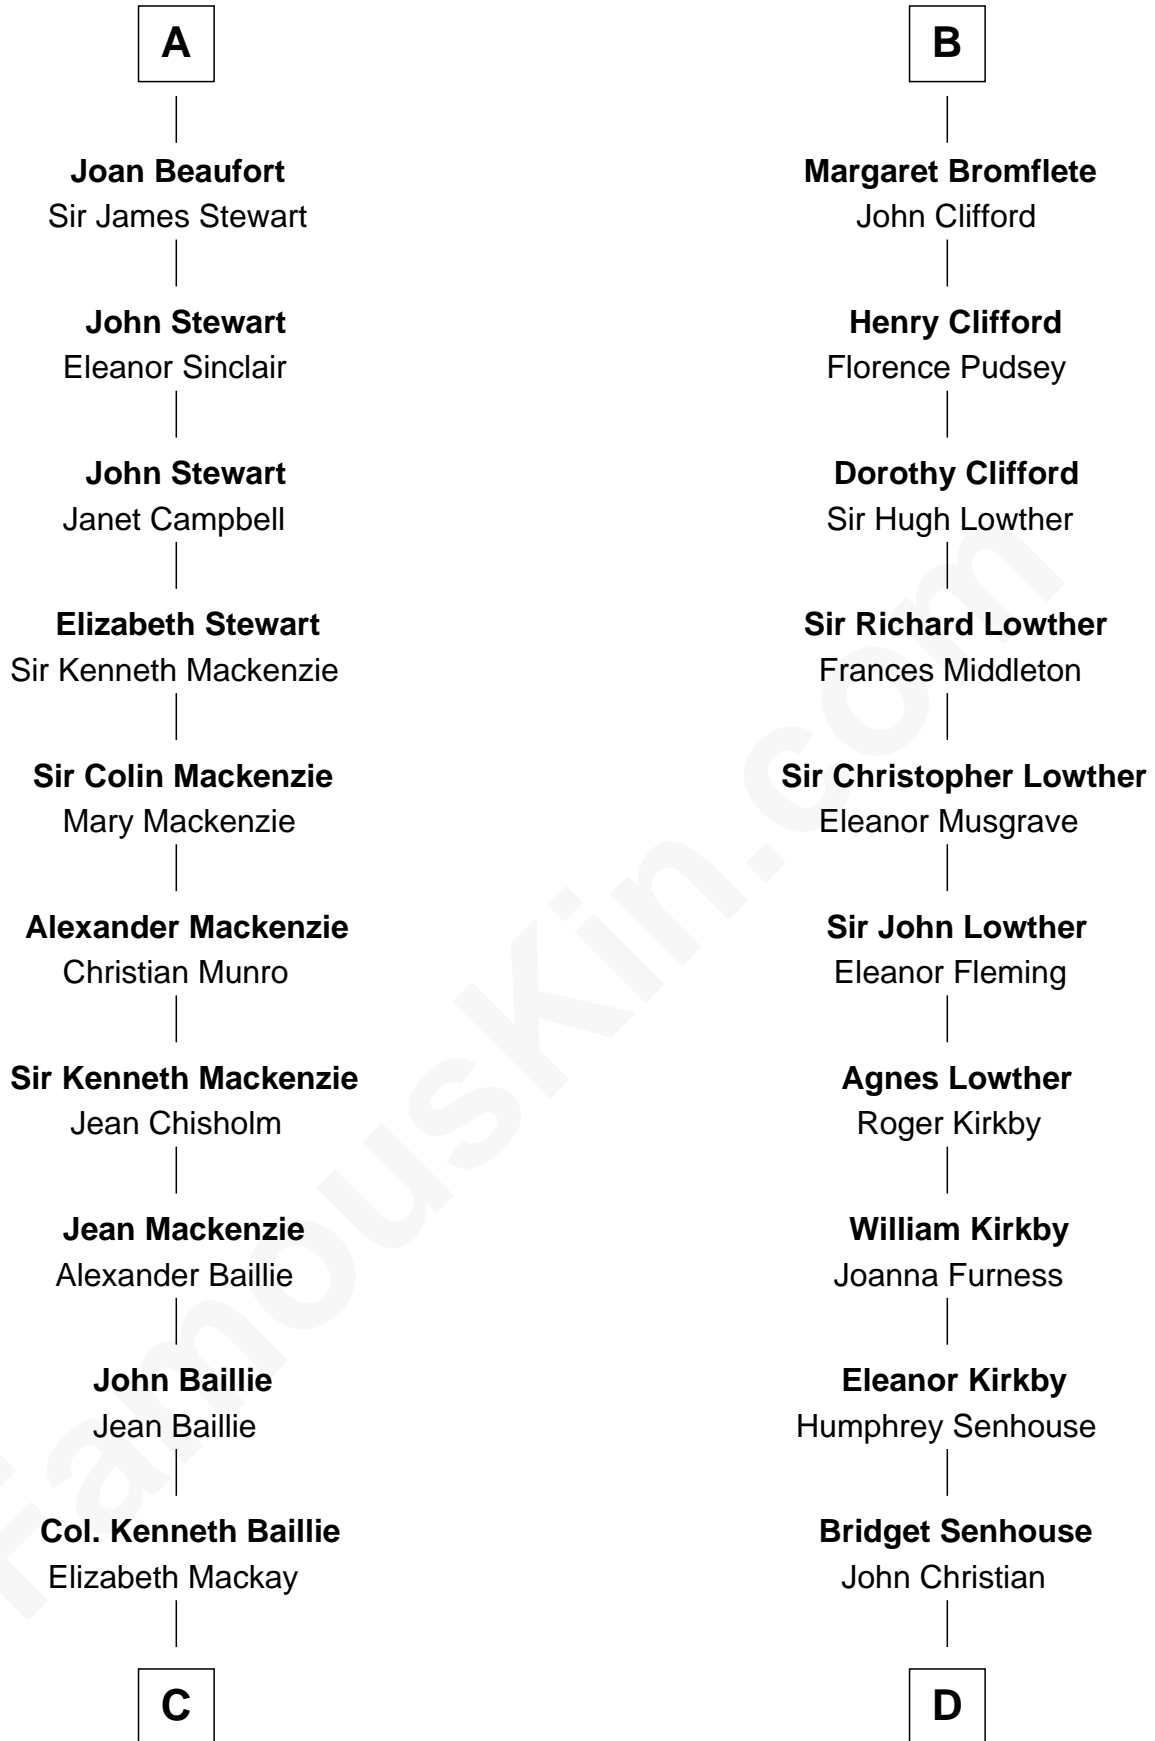 A
Joan Beaufort
Sir James Stewart
John Stewart
Eleanor Sinclair
John Stewart
Janet Campbell
Elizabeth Stewart
Sir Kenneth Mackenzie
Sir Colin Mackenzie
Mary Mackenzie
Alexander Mackenzie
Christian Munro
Sir Kenneth Mackenzie
Jean Chisholm
Jean Mackenzie
Alexander Baillie
John Baillie
Jean Baillie
Col. Kenneth Baillie
Elizabeth Mackay
C
B
Margaret Bromflete
John Clifford
Henry Clifford
Florence Pudsey
Dorothy Clifford
Sir Hugh Lowther
Sir Richard Lowther
Frances Middleton
Sir Christopher Lowther
Eleanor Musgrave
Sir John Lowther
Eleanor Fleming
Agnes Lowther
Roger Kirkby
William Kirkby
Joanna Furness
Eleanor Kirkby
Humphrey Senhouse
Bridget Senhouse
John Christian
D
FamousKin.com